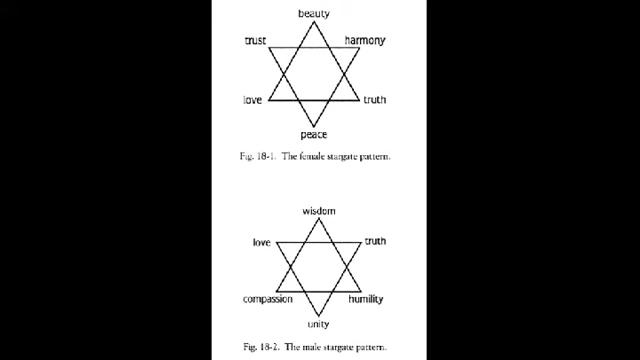 beauty
trust harmony
love truth
peace
Fig. 18-1. The female stargate pattern.
wisdom
love truth
compassion humility
unity
Fig. 18-2. The male stargate pattern.